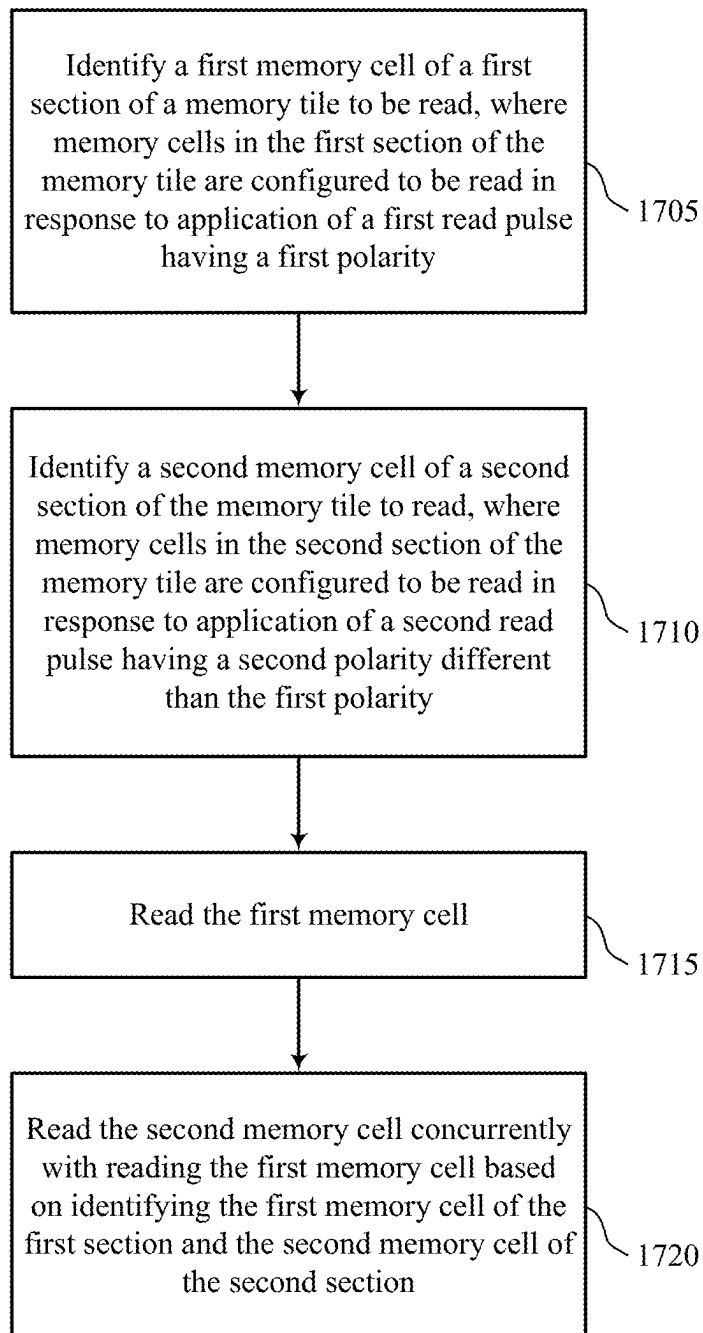 Identify a first memory cell of a first
section of a memory tile to be read, where
memory cells in the first section of the
memory tile are configured to be read in
response to application of a first read pulse
having a first polarity
1705
Identify a second memory cell of a second
section of the memory tile to read, where
memory cells in the second section of the
memory tile are configured to be read in
response to application of a second read
pulse having a second polarity different
than the first polarity
1710
Read the first memory cell
1715
Read the second memory cell concurrently
with reading the first memory cell based
on identifying the first memory cell of the
first section and the second memory cell of
the second section
1720